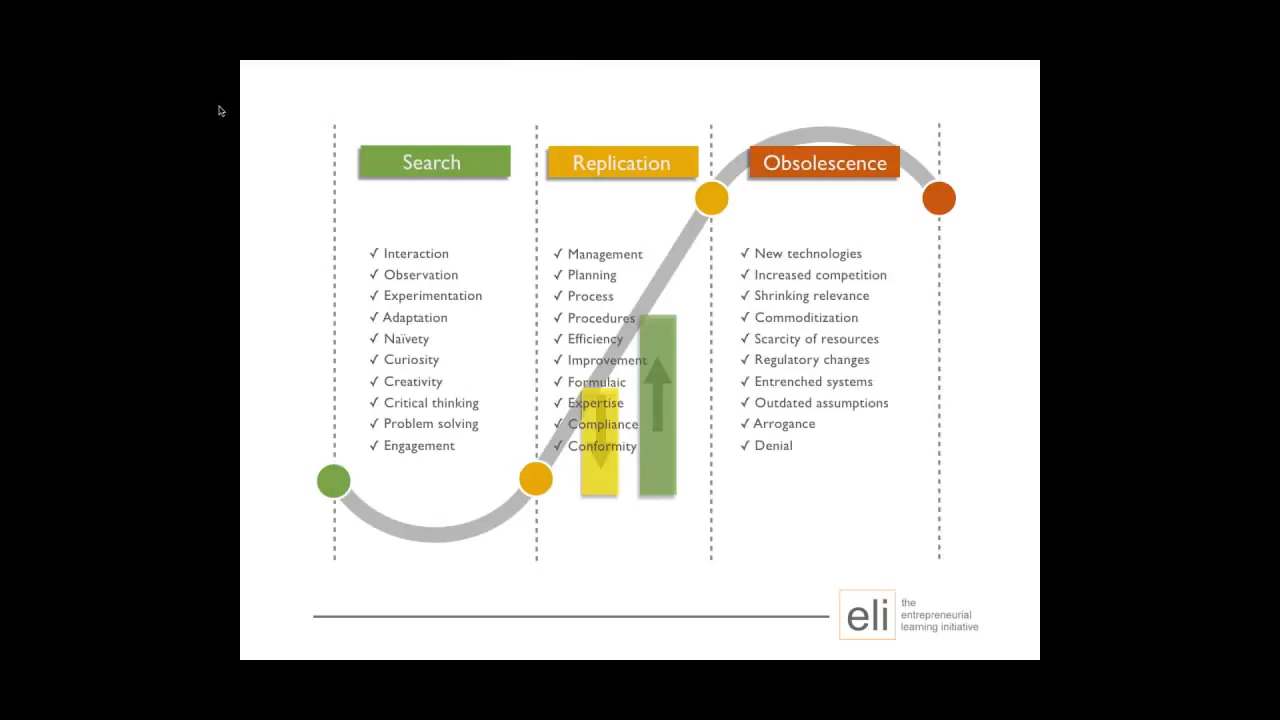 Search
✓ Interaction
✓ Observation
✓ Experimentation
✓ Adaptation
✓ Naïvety
✓ Curiosity
✓ Creativity
✓ Critical thinking
✓ Problem solving
✓ Engagement
Replication
✓ Management
✓ Planning
✓ Process
✓ Procedures
✓ Efficiency
✓ Improvement
✓ Formulaic
✓ Expertise
✓ Compliance
✓ Conformity
Obsolescence
✓ New technologies
✓ Increased competition
✓ Shrinking relevance
✓ Commoditization
✓ Scarcity of resources
✓ Regulatory changes
✓ Entrenched systems
✓ Outdated assumptions
✓ Arrogance
✓ Denial
eli
the
entrepreneurial
learning initiative